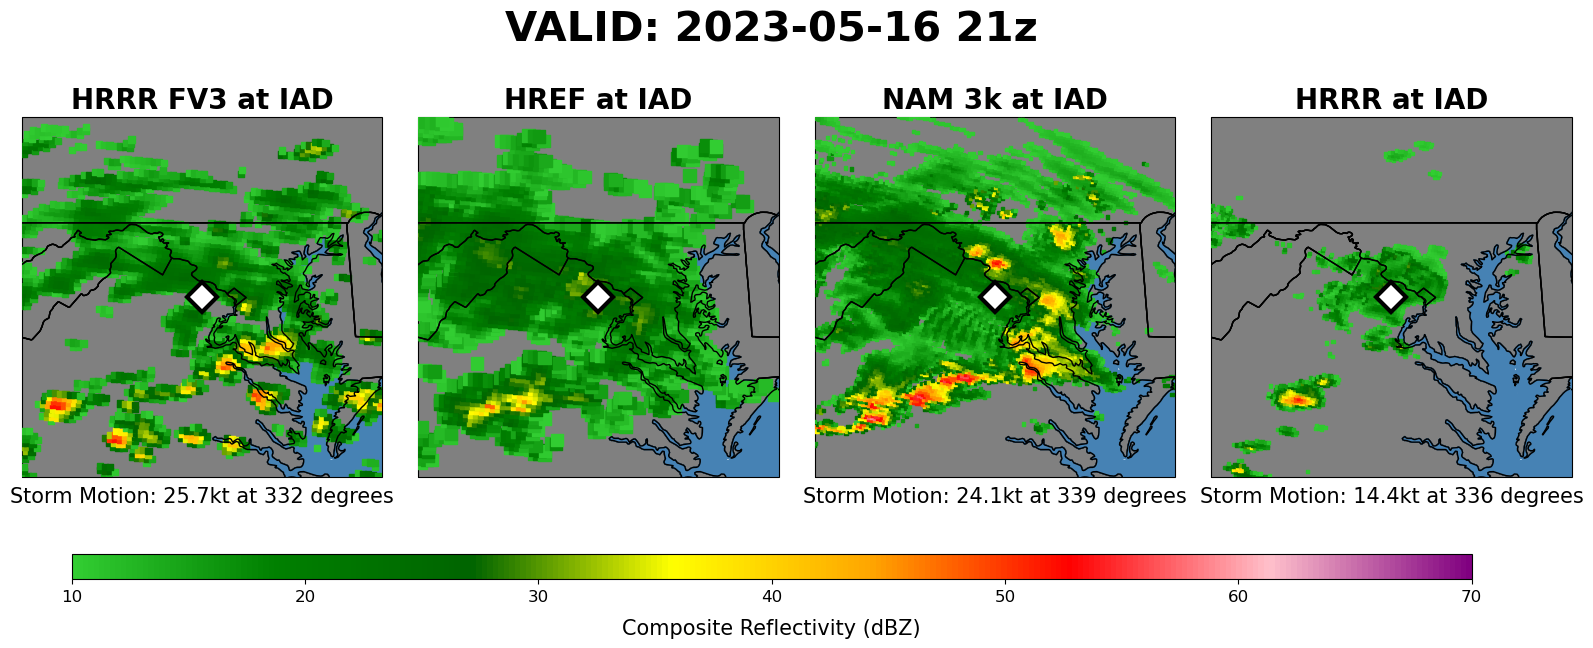 VALID: 2023-05-16 21z
HRRR FV3 at IAD
HREF at IAD
NAM 3k at IAD
HRRR at IAD
Storm Motion: 25.7kt at 332 degrees
Storm Motion: 24.1kt at 339 degrees
Storm Motion: 14.4kt at 336 degrees
10 20 30 40 50 60 70
Composite Reflectivity (dBZ)